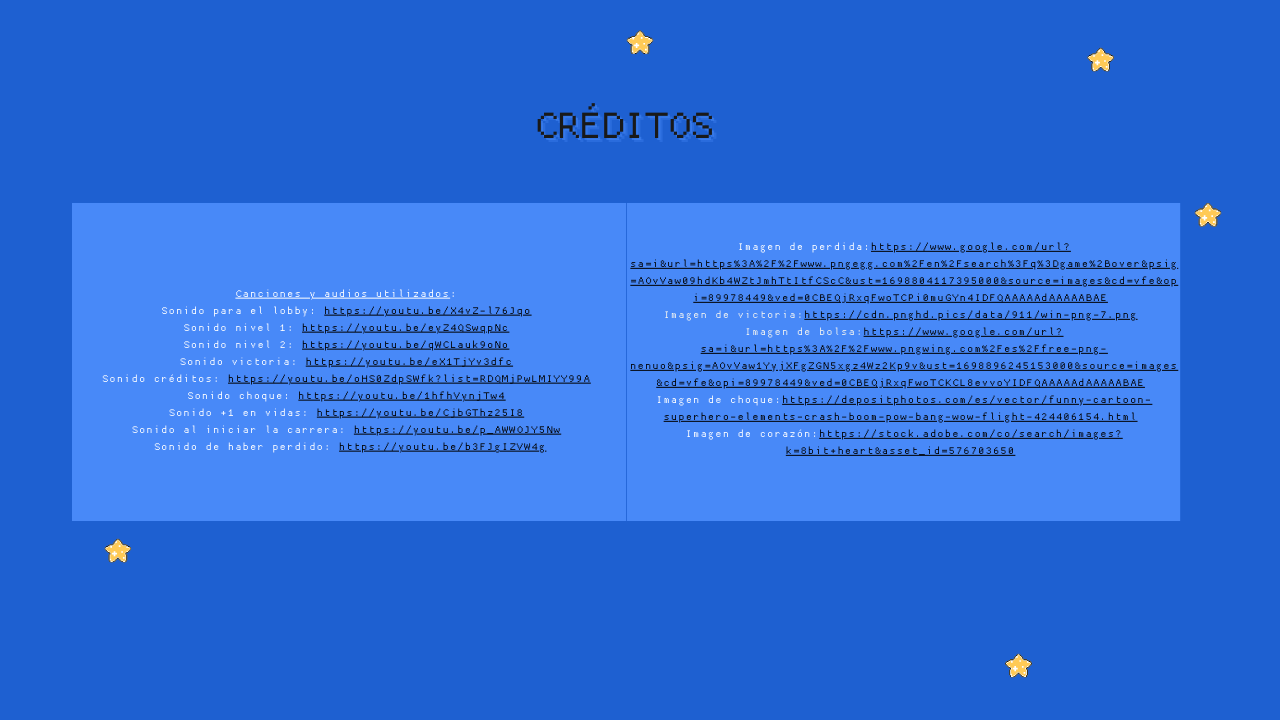 CRÉDITOS
Canciones y audios utilizados:
Sonido para el lobby: https://youtu.be/X4vZ-l76Jqo
Sonido nivel 1: https://youtu.be/eyZ4QSwqpNc
Sonido nivel 2: https://youtu.be/qWCLauk9oNo
Sonido victoria: https://youtu.be/eX1TjYv3dfc
Sonido créditos: https://youtu.be/oHS0ZdpSWfk?list=RDQMjPwLMIYY99A
Sonido choque: https://youtu.be/1hfhVynjTw4
Sonido +1 en vidas: https://youtu.be/CjbGThz25I8
Sonido al iniciar la carrera: https://youtu.be/p_AWWOJY5Nw
Sonido de haber perdido: https://youtu.be/b3FJgIZVW4g
Imagen de perdida:https://www.google.com/url?
sa=i&url=https%3A%2F%2Fwww.pngegg.com%2Fen%2Fsearch%3Fq%3Dgame%2Bover&psig
=AOvVaw09hdKb4WZtJmhTtItfCScC&ust=1698804117395000&source=images&cd=vfe&op
i=89978449&ved=0CBEQjRxqFwoTCPi0muGYn4IDFQAAAAAdAAAAABAE
Imagen de victoria:https://cdn.pnghd.pics/data/911/win-png-7.png
Imagen de bolsa:https://www.google.com/url?
sa=i&url=https%3A%2F%2Fwww.pngwing.com%2Fes%2Ffree-png-
nenuo&psig=AOvVaw1YyjXFgZGN5xgz4Wz2Kp9v&ust=1698896245153000&source=images
&cd=vfe&opi=89978449&ved=0CBEQjRxqFwoTCKCL8evvoYIDFQAAAAAdAAAAABAE
Imagen de choque:https://depositphotos.com/es/vector/funny-cartoon-
superhero-elements-crash-boom-pow-bang-wow-flight-424406154.html
Imagen de corazón:https://stock.adobe.com/co/search/images?
k=8bit+heart&asset_id=576703650